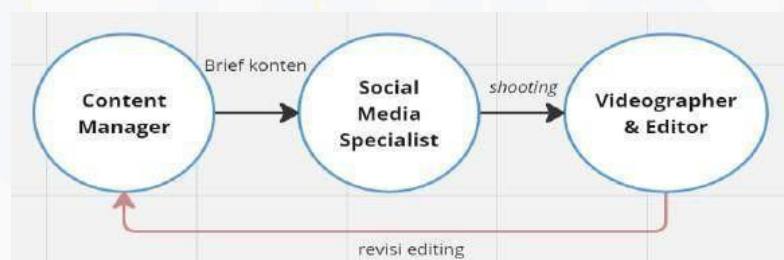 Content
Manager
Brief konten
Social
Media
Specialist
shooting
Videographer
& Editor
revisi editing